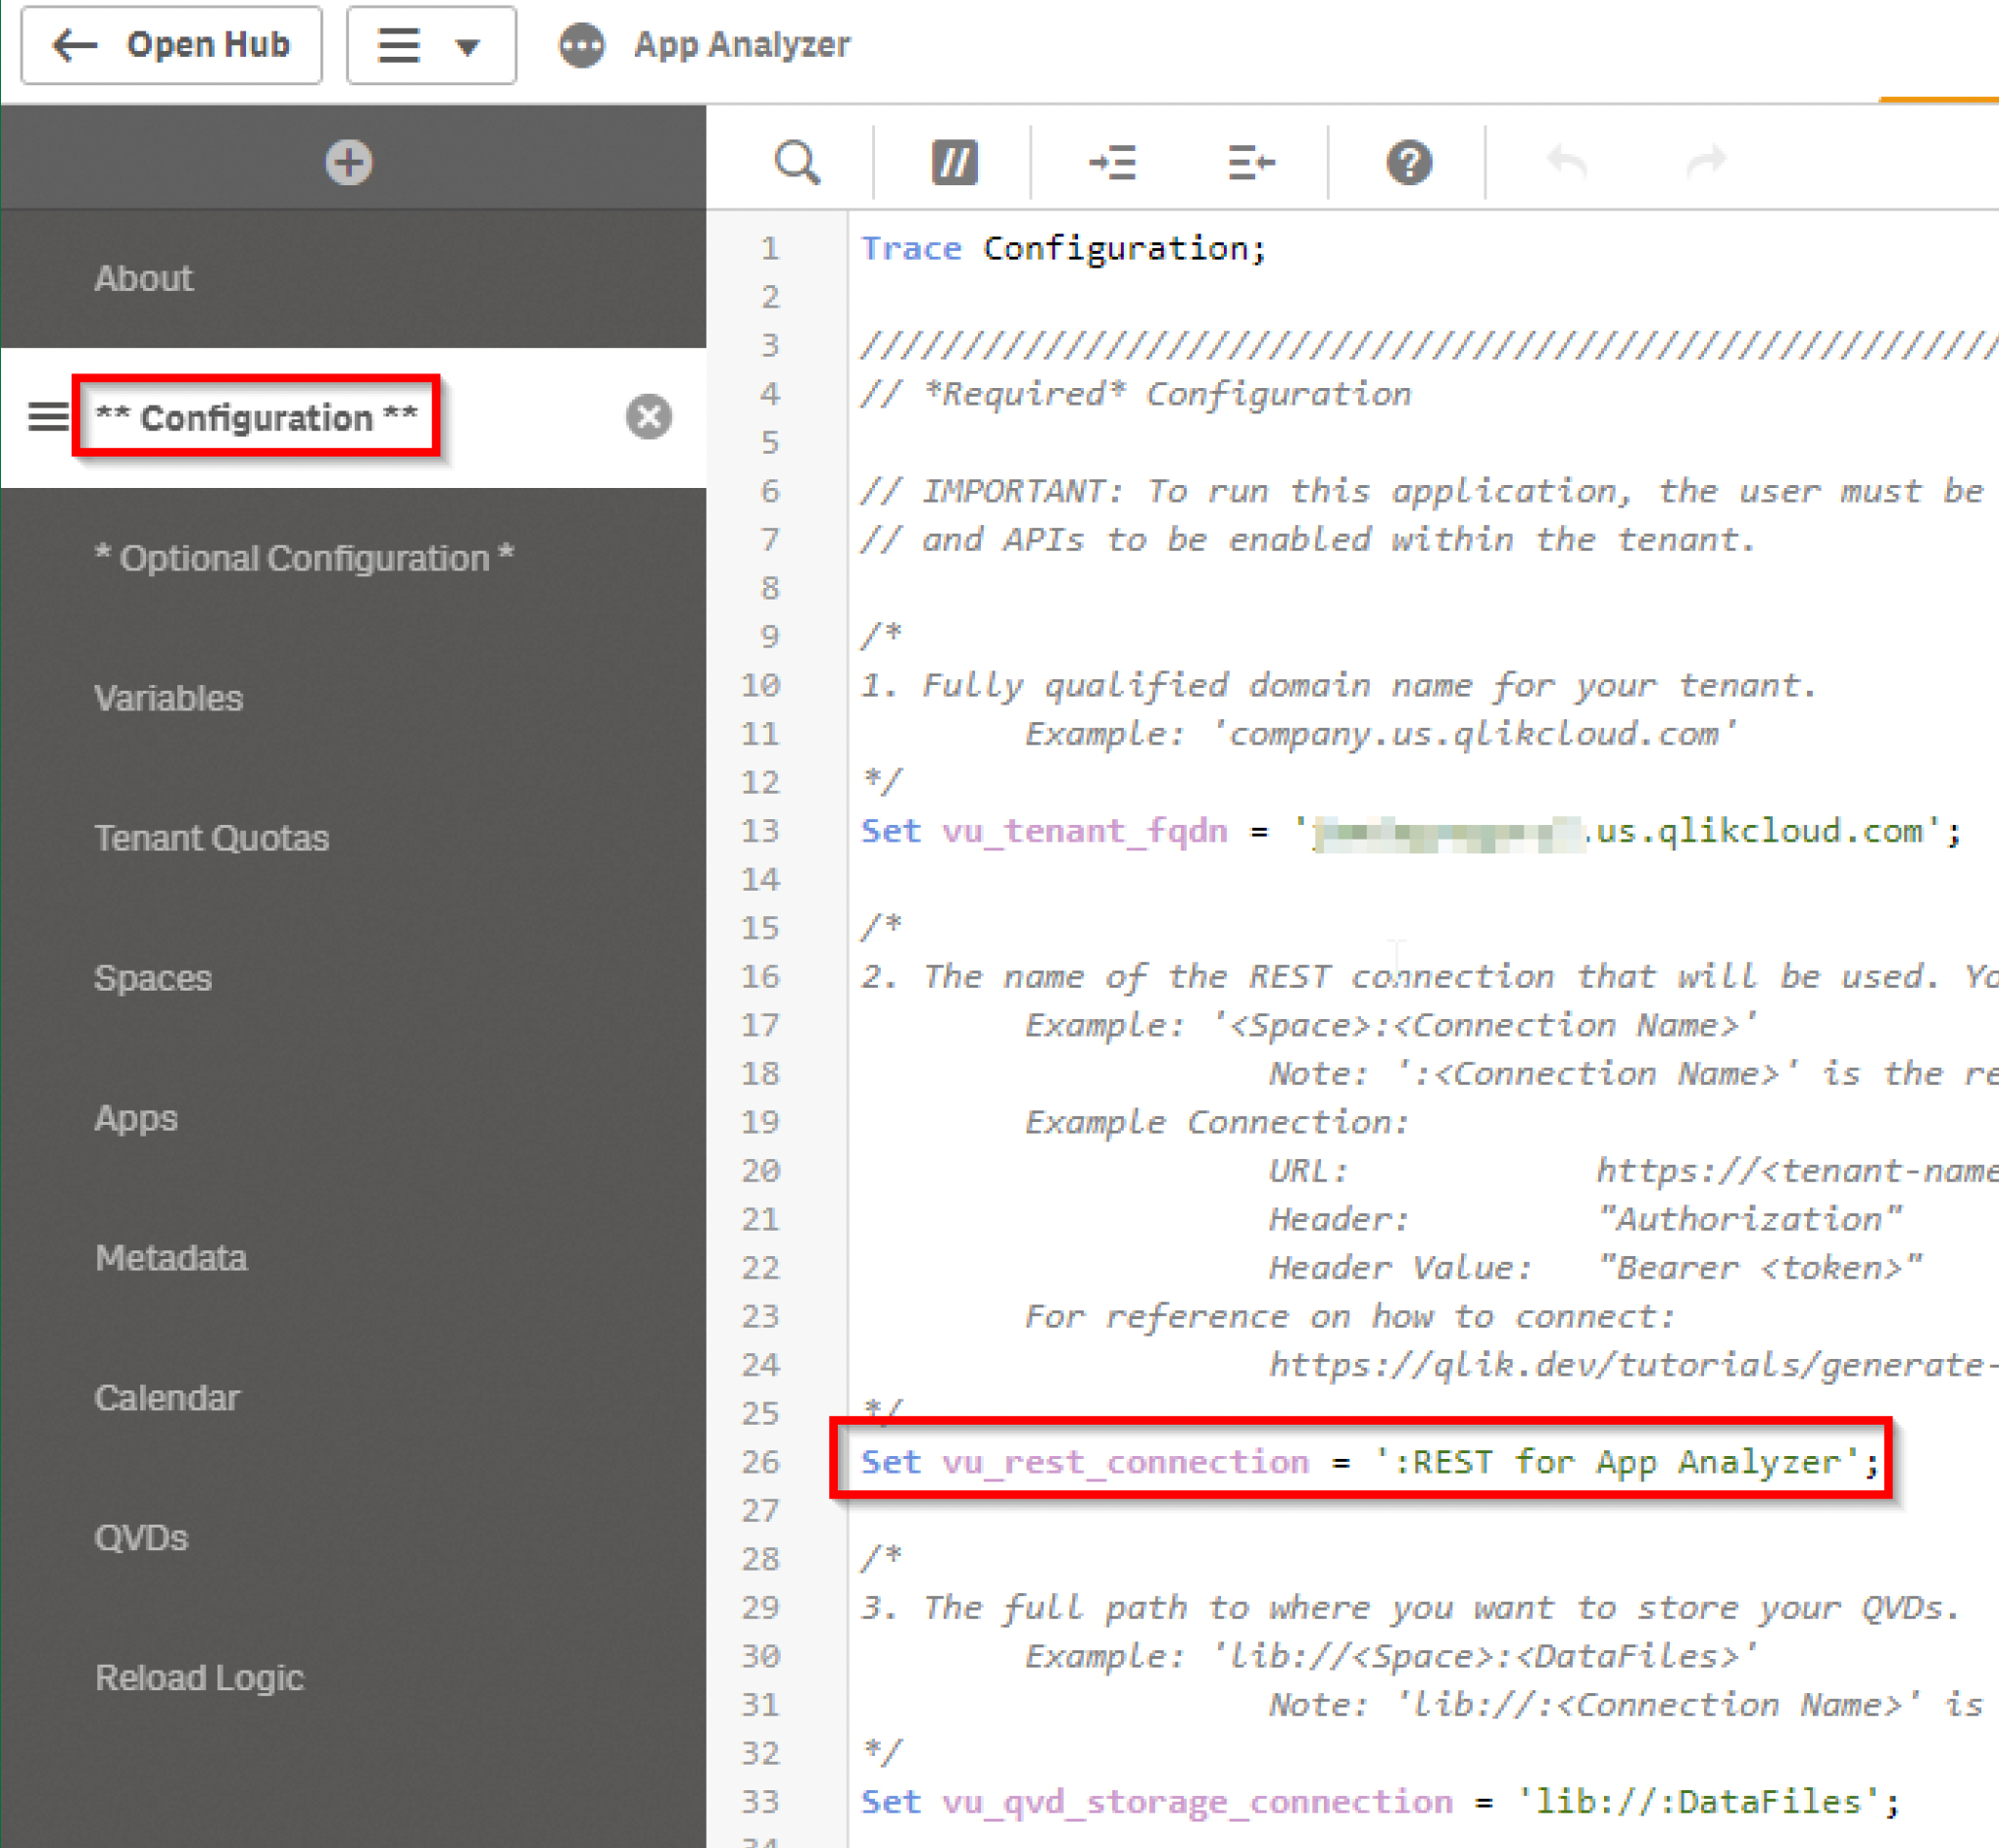 Open Hub
App Analyzer
About
** Configuration **
* Optional Configuration *
Variables
Tenant Quotas
Spaces
Apps
Metadata
Calendar
QVDs
Reload Logic
1 Trace Configuration;
2
3 ////////////////////////////////////////////////////////
4 // *Required* Configuration
5
6 // IMPORTANT: To run this application, the user must be
7 // and APIs to be enabled within the tenant.
8
9 /*
10 1. Fully qualified domain name for your tenant.
11 Example: 'company.us.qlikcloud.com'
12 */
13 Set vu_tenant_fqdn = '.us.qlikcloud.com';
14
15 /*
16 2. The name of the REST connection that will be used. Yo
17 Example: '<Space>:<Connection Name>'
18 Note: ':<Connection Name>' is the re
19 Example Connection:
20 URL: https://<tenant-name
21 Header: "Authorization"
22 Header Value: "Bearer <token>"
23 For reference on how to connect:
24 https://qlik.dev/tutorials/generate-
25 */
26 Set vu_rest_connection = ':REST for App Analyzer';
27
28 /*
29 3. The full path to where you want to store your QVDs.
30 Example: 'lib://<Space>:<DataFiles>'
31 Note: 'lib://:<Connection Name>' is
32 */
33 Set vu_qvd_storage_connection = 'lib://:DataFiles';
34